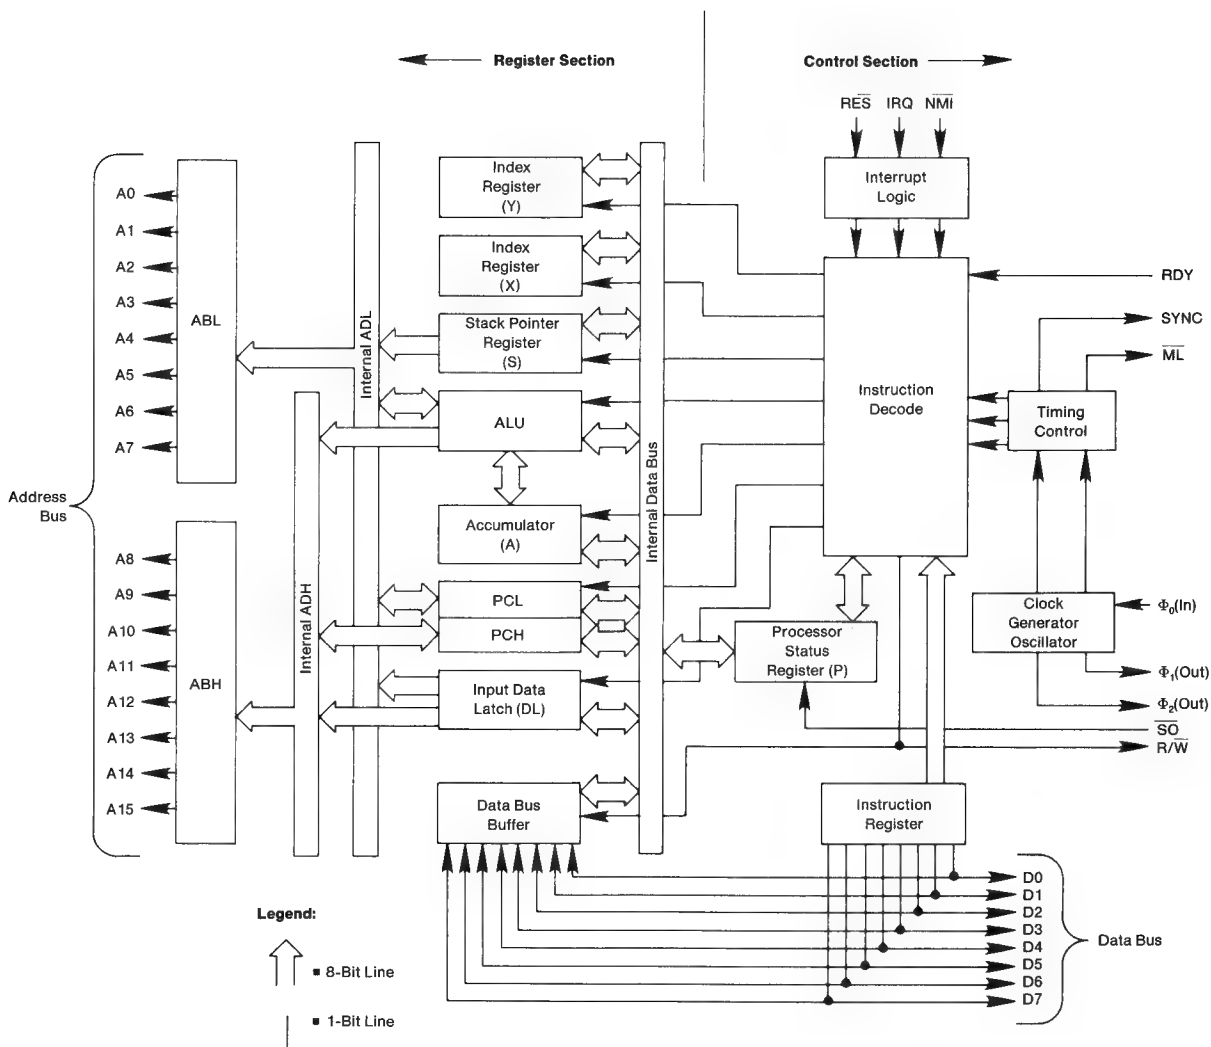 Register Section
Control Section
RES IRQ NMI
Interrupt
Logic
Index
Register
(Y)
Index
Register
(X)
Stack Pointer
Register
(S)
ALU
Accumulator
(A)
PCL
PCH
Input Data
Latch (DL)
Data Bus
Buffer
Internal ADL
Internal ADH
Internal Data Bus
ABL
ABH
A0
A1
A2
A3
A4
A5
A6
A7
Address
Bus
A8
A9
A10
A11
A12
A13
A14
A15
Instruction
Decode
RDY
SYNC
ML
Timing
Control
Clock
Generator
Oscillator
Φ0(In)
Φ1(Out)
Φ2(Out)
SO
R/W
Processor
Status
Register (P)
Instruction
Register
D0
D1
D2
D3
D4
D5
D6
D7
Data Bus
Legend:
■ 8-Bit Line
■ 1-Bit Line